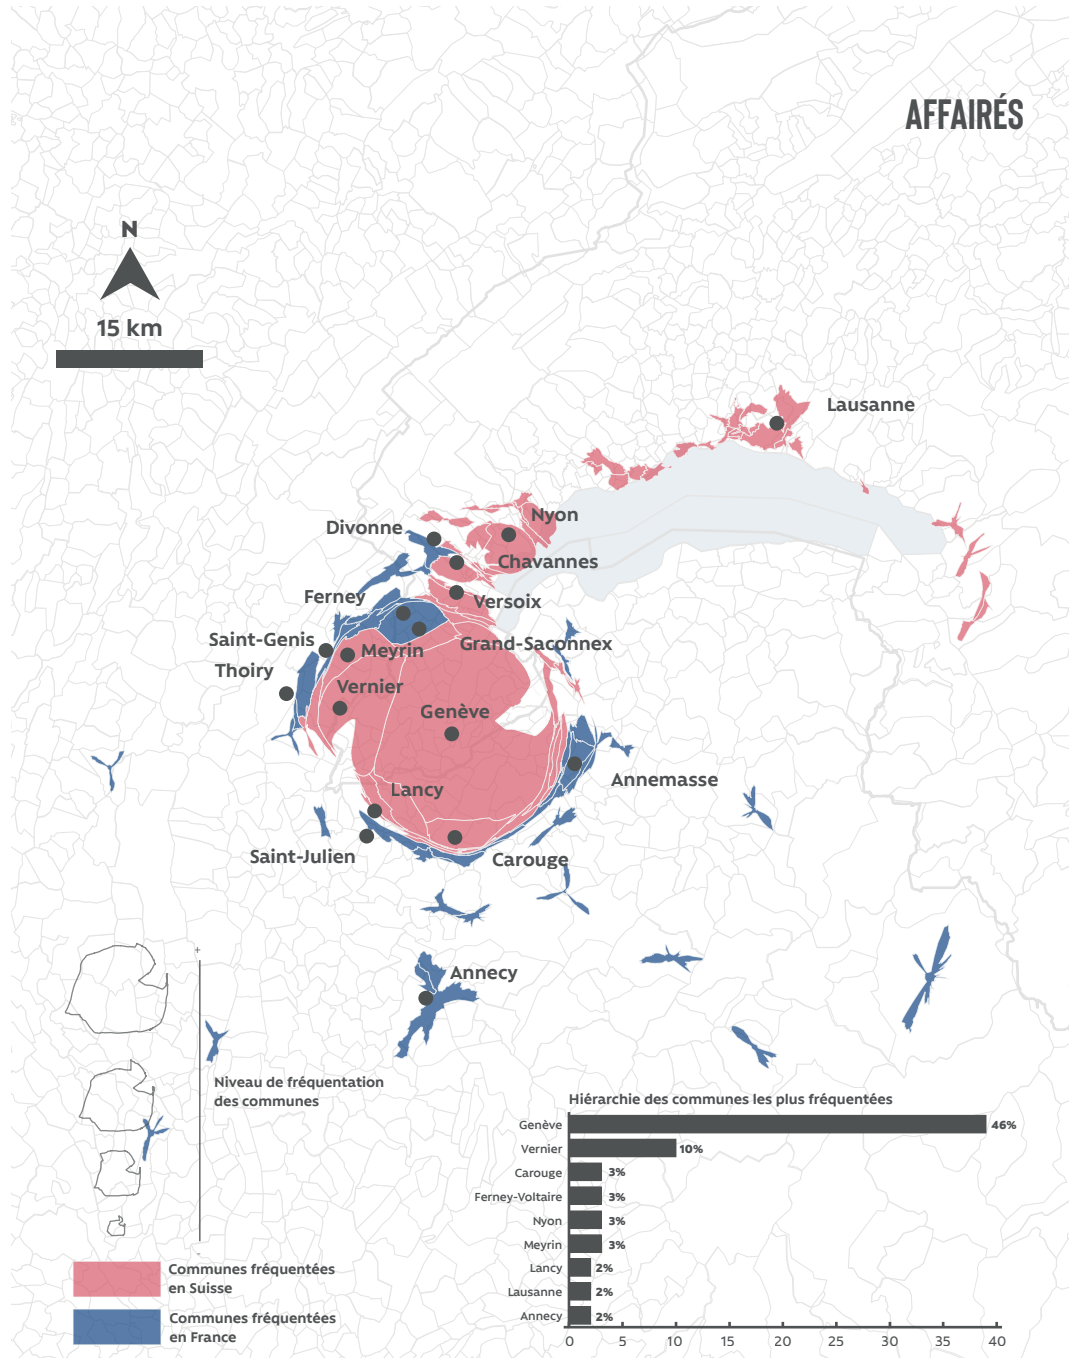 AFFAIRÉS
N
15 km
Lausanne
Nyon
Divonne
Chavannes
Ferney
Versoix
Saint-Genis
Grand-Saconnex
Meyrin
Thoiry
Vernier
Genève
Annemasse
Lancy
Saint-Julien
Carouge
Annecy
+
Niveau de fréquentation
des communes
-
Communes fréquentées
en Suisse
Communes fréquentées
en France
Hiérarchie des communes les plus fréquentées
Genève 46%
Vernier 10%
Carouge 3%
Ferney-Voltaire 3%
Nyon 3%
Meyrin 3%
Lancy 2%
Lausanne 2%
Annecy 2%
0 5 10 15 20 25 30 35 40